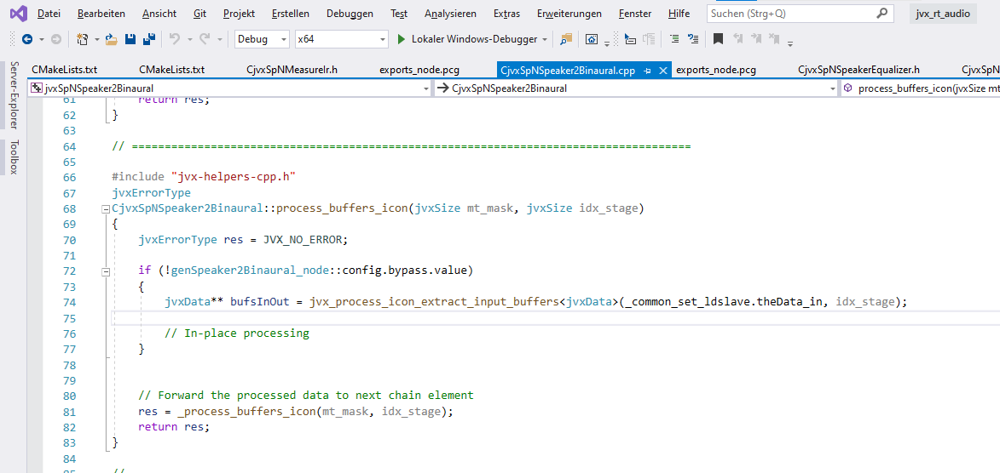 Datei Bearbeiten Ansicht Git Projekt Erstellen Debuggen Test Analysieren Extras Erweiterungen Fenster Hilfe Suchen (Strg+Q) jvx_rt_audio
Debug x64 Lokaler Windows-Debugger
CMakeLists.txt CMakeLists.txt CjvxSpNMeasureIr.h exports_node.pcg CjvxSpNSpeaker2Binaural.cpp exports_node.pcg CjvxSpNSpeakerEqualizer.h CjvxSpN
jvxSpNSpeaker2Binaural CjvxSpNSpeaker2Binaural process_buffers_icon(jvxSize mt
Server-Explorer
Toolbox
61 return res;
62 }
63
64 // =====================================================================================
65
66 #include "jvx-helpers-cpp.h"
67 jvxErrorType
68 CjvxSpNSpeaker2Binaural::process_buffers_icon(jvxSize mt_mask, jvxSize idx_stage)
69 {
70 jvxErrorType res = JVX_NO_ERROR;
71
72 if (!genSpeaker2Binaural_node::config.bypass.value)
73 {
74 jvxData** bufsInOut = jvx_process_icon_extract_input_buffers<jvxData>(_common_set_ldslave.theData_in, idx_stage);
75
76 // In-place processing
77 }
78
79
80 // Forward the processed data to next chain element
81 res = _process_buffers_icon(mt_mask, idx_stage);
82 return res;
83 }
84
85 //